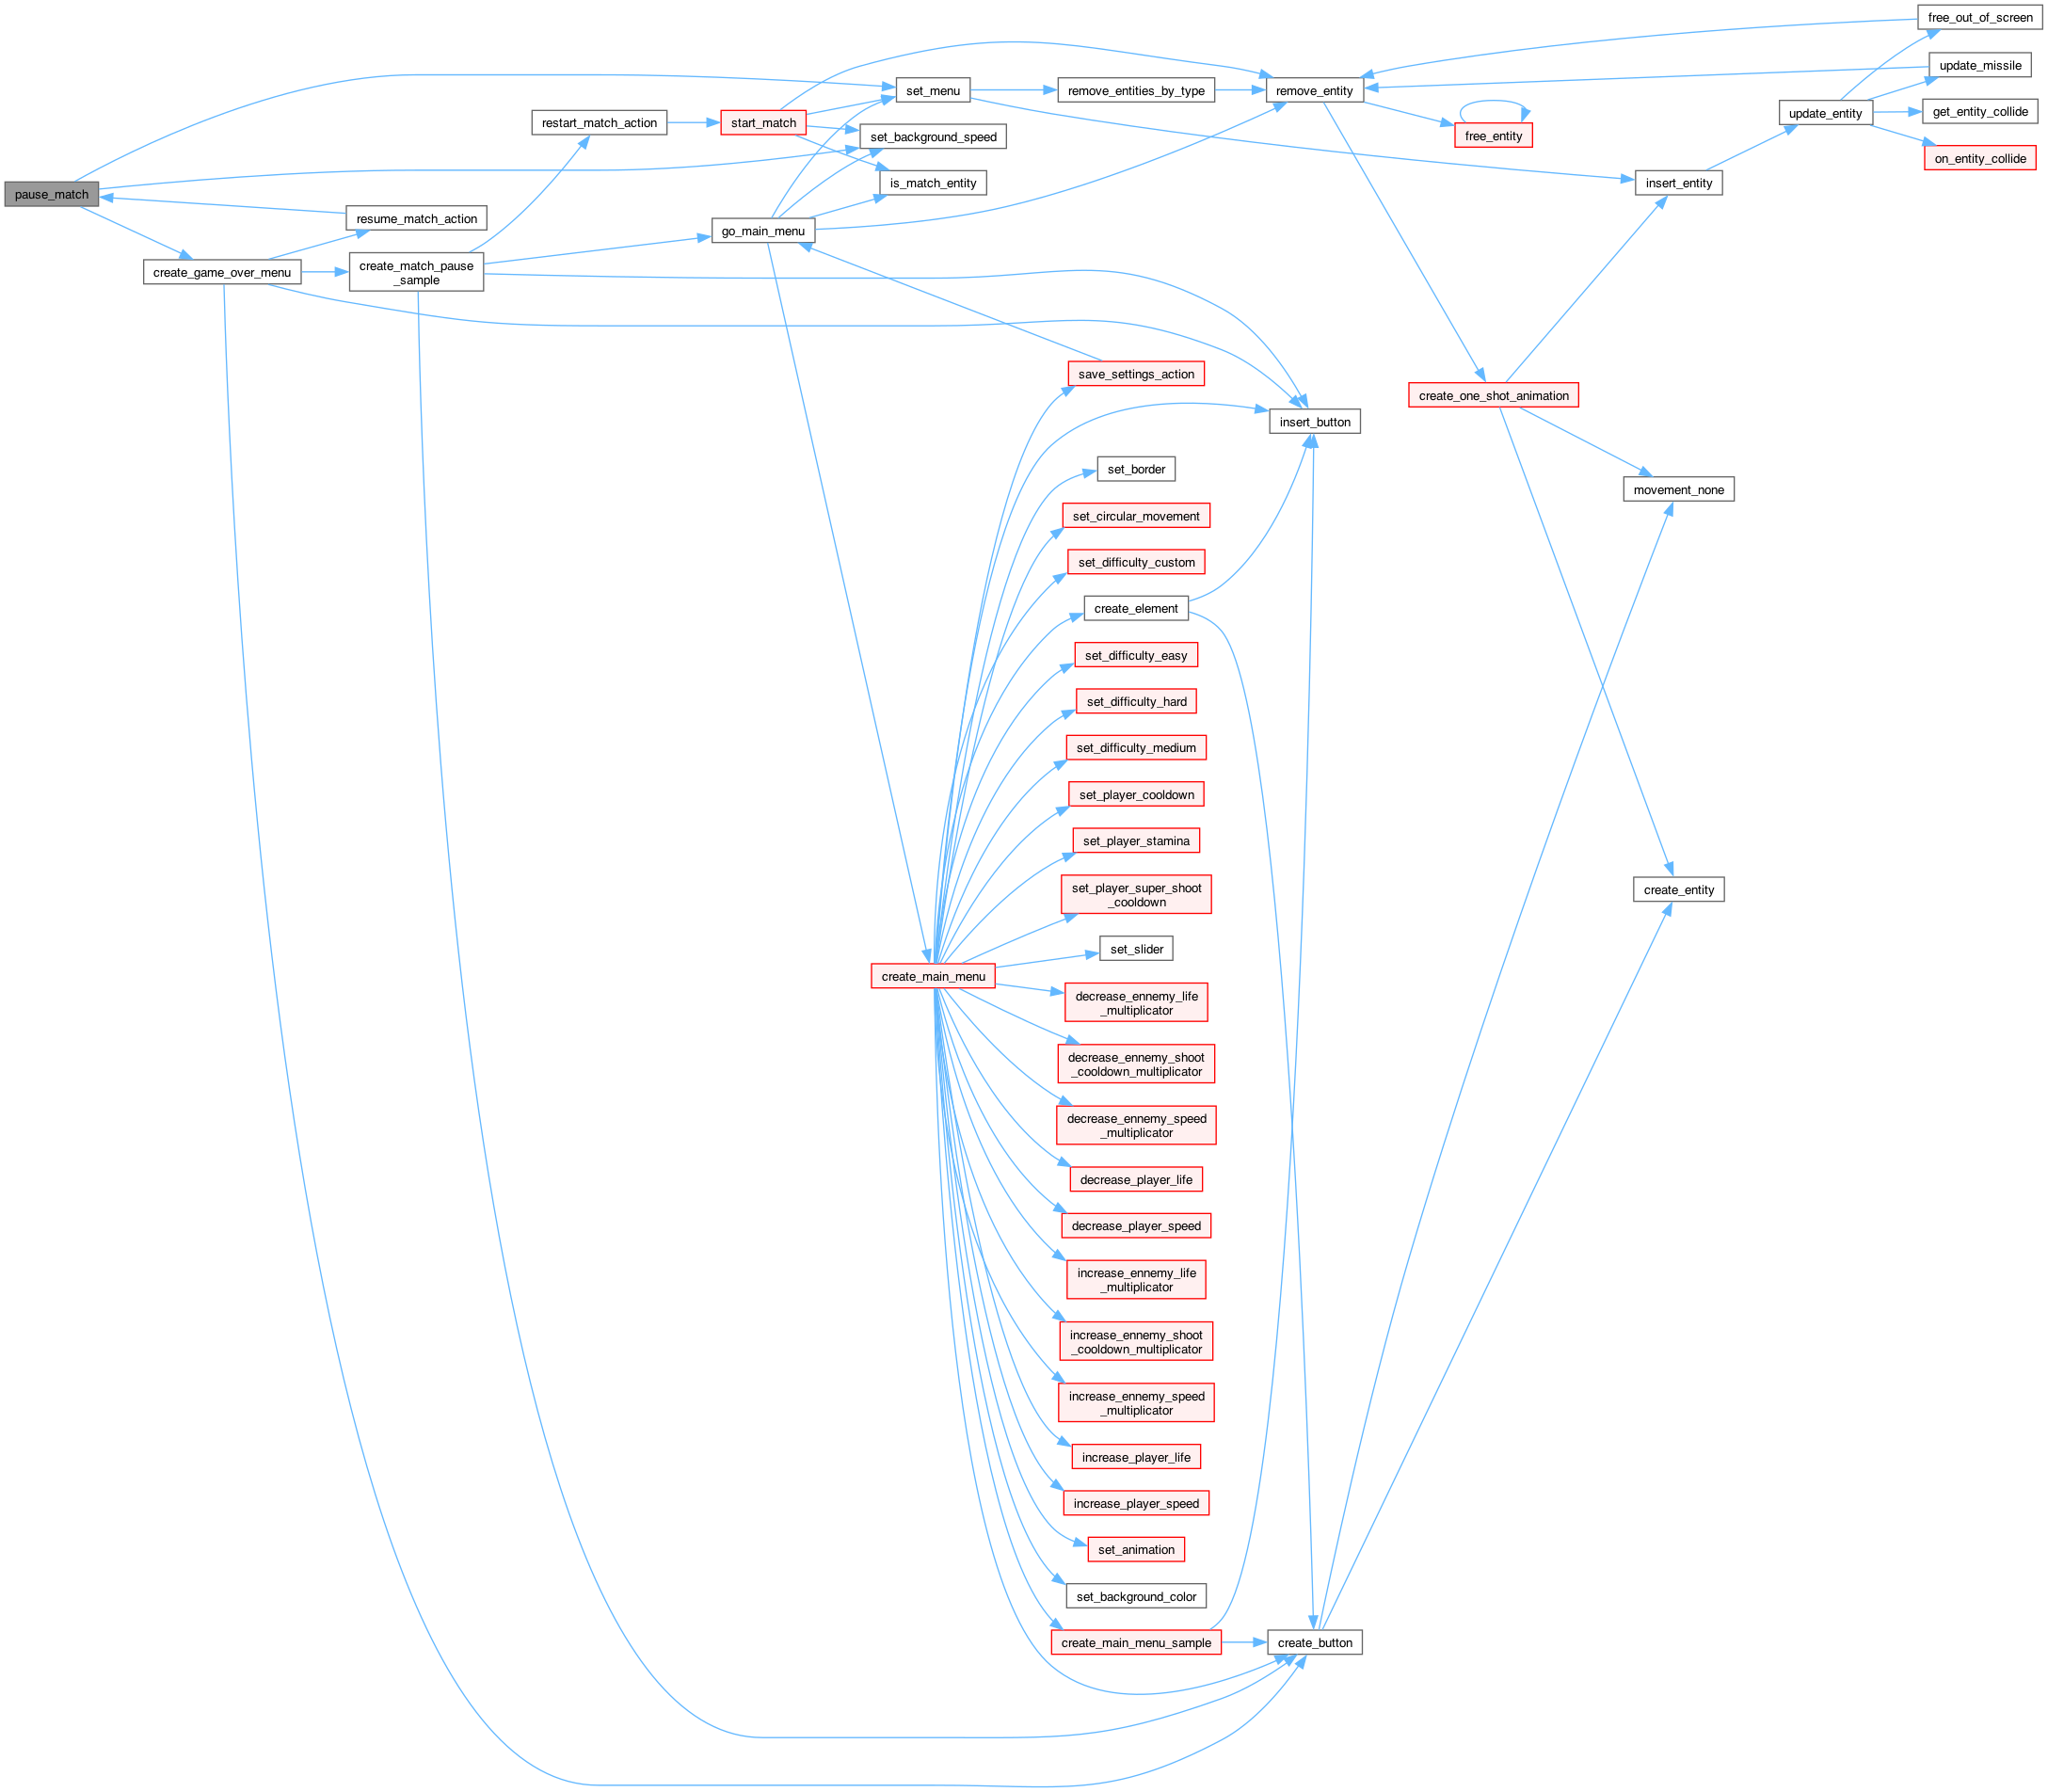 free_out_of_screen
update_missile
set_menu
remove_entities_by_type
remove_entity
update_entity
get_entity_collide
restart_match_action
start_match
set_background_speed
free_entity
on_entity_collide
is_match_entity
insert_entity
pause_match
resume_match_action
go_main_menu
create_game_over_menu
create_match_pause
_sample
save_settings_action
create_one_shot_animation
insert_button
set_border
movement_none
set_circular_movement
set_difficulty_custom
create_element
set_difficulty_easy
set_difficulty_hard
set_difficulty_medium
set_player_cooldown
set_player_stamina
set_player_super_shoot
_cooldown
create_entity
set_slider
create_main_menu
decrease_ennemy_life
_multiplicator
decrease_ennemy_shoot
_cooldown_multiplicator
decrease_ennemy_speed
_multiplicator
decrease_player_life
decrease_player_speed
increase_ennemy_life
_multiplicator
increase_ennemy_shoot
_cooldown_multiplicator
increase_ennemy_speed
_multiplicator
increase_player_life
increase_player_speed
set_animation
set_background_color
create_main_menu_sample
create_button